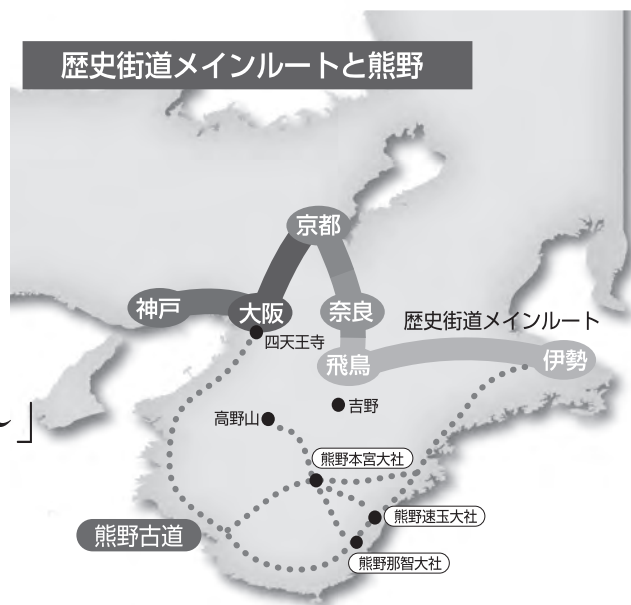 歴史街道メインルートと熊野
京都
神戸
大阪
奈良
歴史街道メインルート
四天王寺
飛鳥
伊勢
吉野
高野山
～」
熊野本宮大社
熊野速玉大社
熊野古道
熊野那智大社